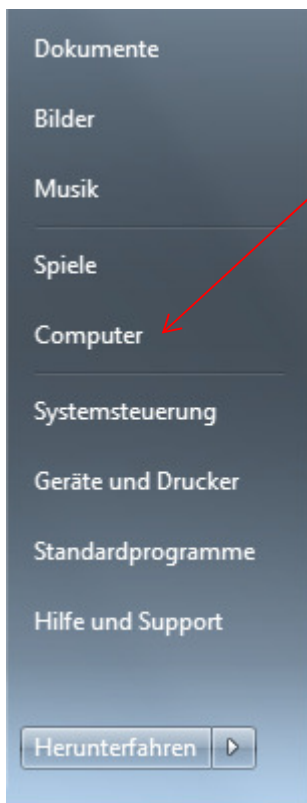 Dokumente
Bilder
Musik
Spiele
Computer
Systemsteuerung
Geräte und Drucker
Standardprogramme
Hilfe und Support
Herunterfahren